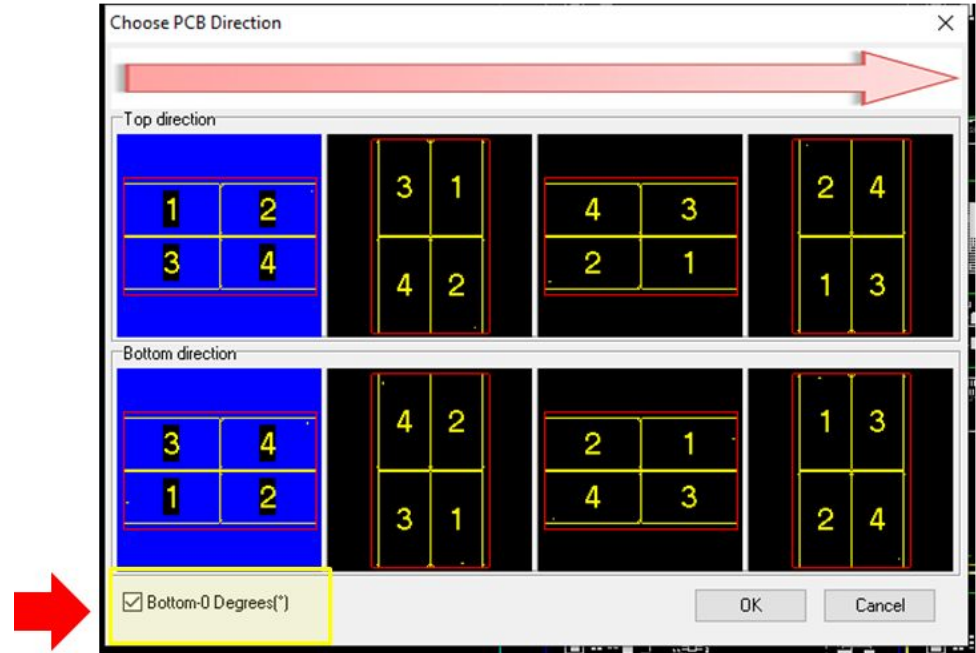 Choose PCB Direction
Top direction
1 2 3 1 4 3 2 4
3 4 4 2 2 1 1 3
Bottom direction
3 4 4 2 2 1 1 3
1 2 3 1 4 3 2 4
Bottom-0 Degrees(*)
OK Cancel